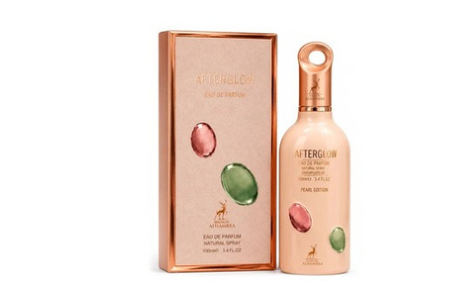 AFTERGLOW
EAU DE PARFUM
MAISON
ALHAMBRA
EAU DE PARFUM
NATURAL SPRAY
100ml e 3.4 FL.OZ
AFTERGLOW
EAU DE PARFUM
NATURAL SPRAY
VAPORISATEUR
100ml e 3.4 FL.OZ
PEARL EDITION
ALHAMBRA